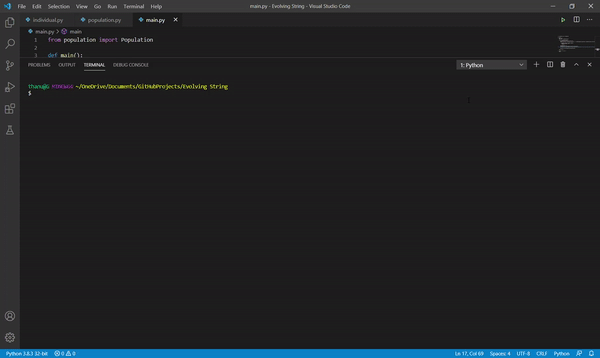 File Edit Selection View Go Run Terminal Help
main.py - Evolving String - Visual Studio Code
individual.py population.py main.py
main.py > main
1 from population import Population
2
3 def main():
PROBLEMS OUTPUT TERMINAL DEBUG CONSOLE
1: Python
~/OneDrive/Documents/GitHubProjects/Evolving String
$
Python 3.8.3 32-bit 0 0
Ln 17, Col 69 Spaces: 4 UTF-8 CRLF Python